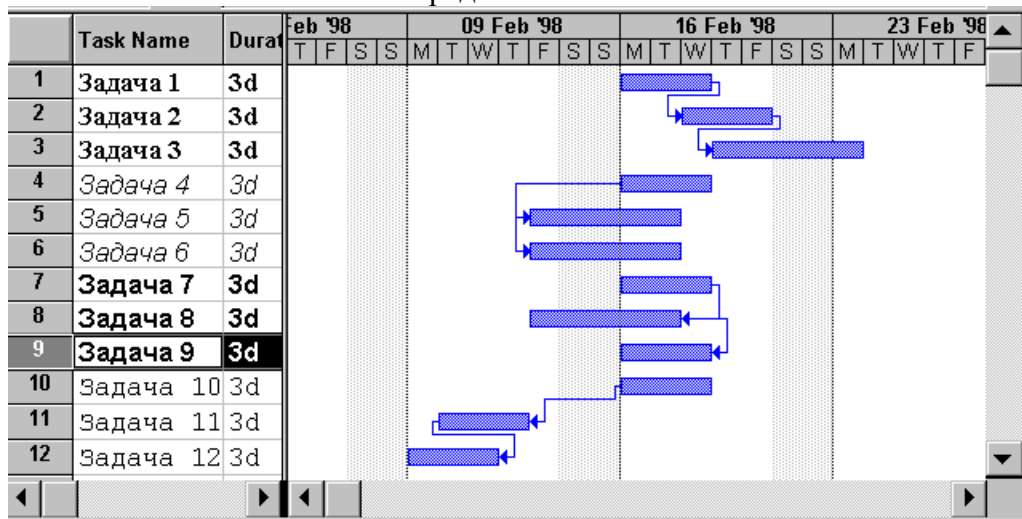 Task Name Durat
Feb '98 09 Feb '98 16 Feb '98 23 Feb '98
T F S S M T W T F S S M T W T F S S M T W T F
1 Задача 1 3d
2 Задача 2 3d
3 Задача 3 3d
4 Задача 4 3d
5 Задача 5 3d
6 Задача 6 3d
7 Задача 7 3d
8 Задача 8 3d
9 Задача 9 3d
10 Задача 10 3d
11 Задача 11 3d
12 Задача 12 3d